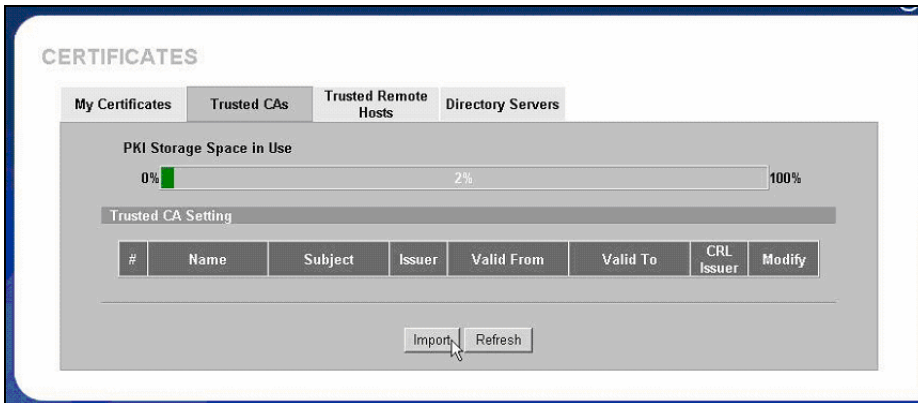 CERTIFICATES
My Certificates
Trusted CAs
Trusted Remote
Hosts
Directory Servers
PKI Storage Space in Use
0%
2%
100%
Trusted CA Setting
# Name Subject Issuer Valid From Valid To CRL Issuer Modify
Import Refresh